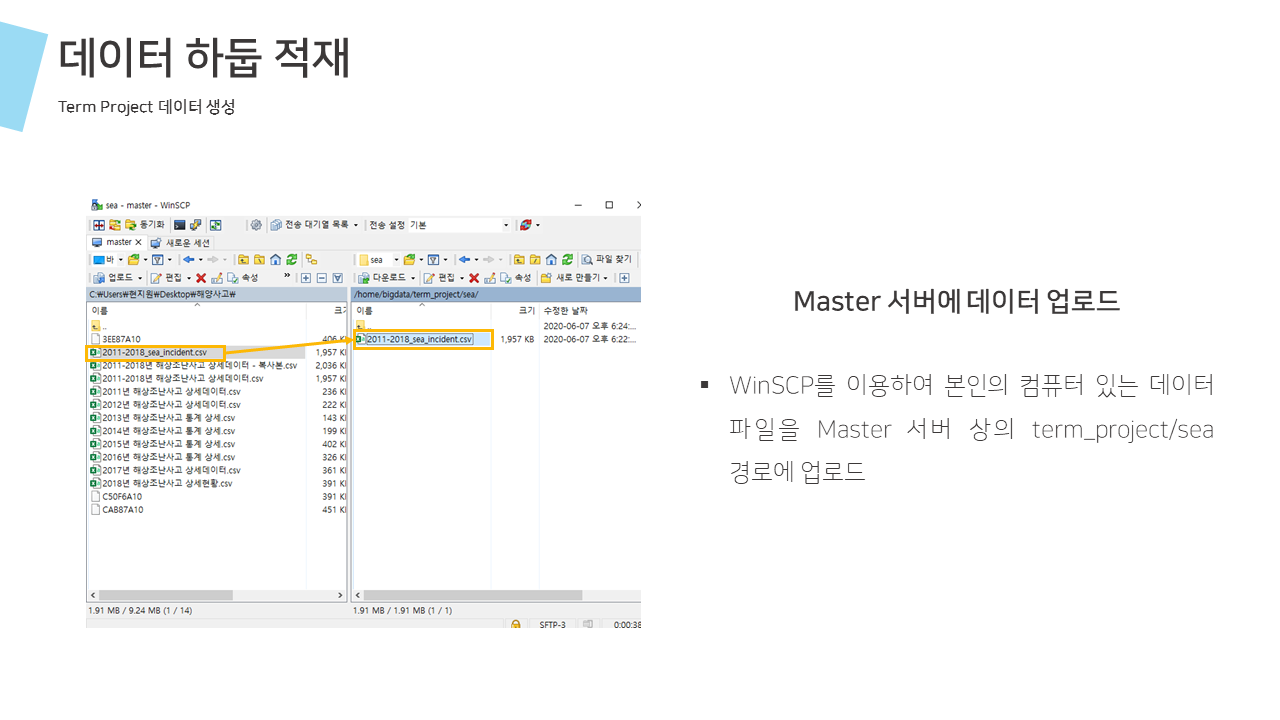 데이터 하둡 적재
Term Project 데이터 생성
sea - master - WinSCP
동기화
전송 대기열 목록
전송 설정 기본
master
새로운 세션
바
sea
파일 찾기
업로드
편집
속성
»
다운로드
편집
속성
새로 만들기
C:₩Users₩현지원₩Desktop₩해양사고₩
/home/bigdata/term_project/sea/
이름 크기
..
3EE87A10 406 KB
2011-2018_sea_incident.csv 1,957 KB
2011-2018년 해상조난사고 상세데이터 - 복사본.csv 2,036 KB
2011-2018년 해상조난사고 상세데이터.csv 1,957 KB
2011년 해상조난사고 상세데이터.csv 236 KB
2012년 해상조난사고 상세데이터.csv 222 KB
2013년 해상조난사고 통계 상세.csv 143 KB
2014년 해상조난사고 통계 상세.csv 199 KB
2015년 해상조난사고 통계 상세.csv 402 KB
2016년 해상조난사고 통계 상세.csv 326 KB
2017년 해상조난사고 상세데이터.csv 361 KB
2018년 해상조난사고 상세현황.csv 391 KB
C50F6A10 391 KB
CAB87A10 451 KB
이름 크기 수정한 날짜
.. 2020-06-07 오후 6:24:...
2011-2018_sea_incident.csv 1,957 KB 2020-06-07 오후 6:22:...
1.91 MB / 9.24 MB (1 / 14)
1.91 MB / 1.91 MB (1 / 1)
SFTP-3 0:00:38
Master 서버에 데이터 업로드
▪ WinSCP를 이용하여 본인의 컴퓨터 있는 데이터
파일을 Master 서버 상의 term_project/sea
경로에 업로드